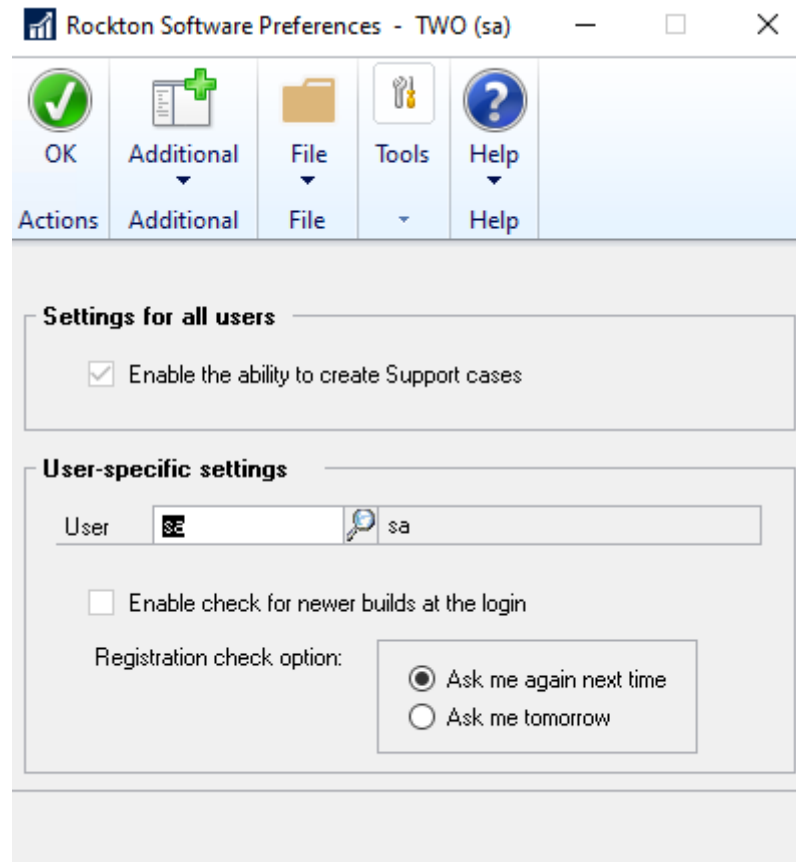 Rockton Software Preferences - TWO (sa)
OK Additional File Tools Help
Actions Additional File Help
Settings for all users
Enable the ability to create Support cases
User-specific settings
User sa sa
Enable check for newer builds at the login
Registration check option:
Ask me again next time
Ask me tomorrow